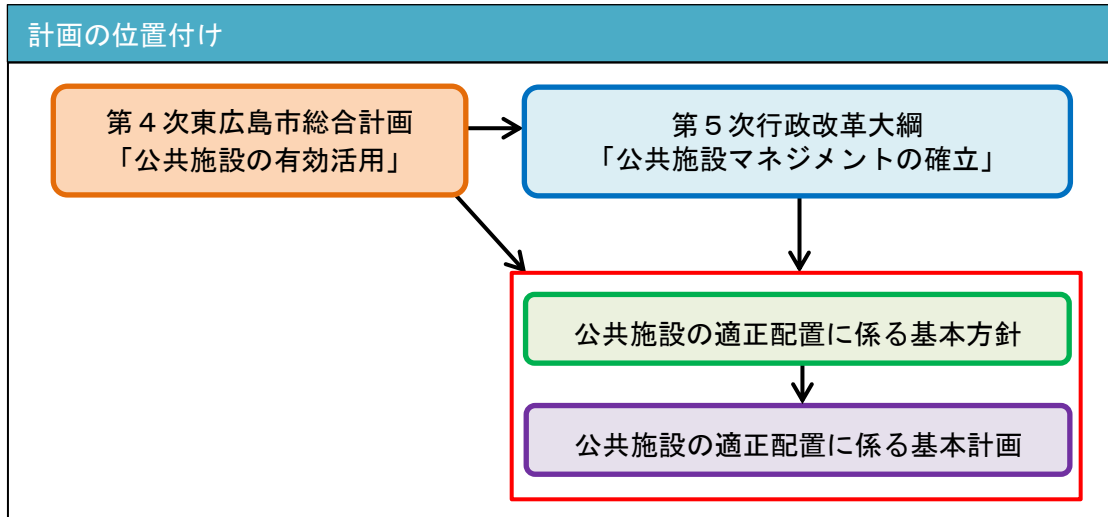 計画の位置付け
第４次東広島市総合計画
「公共施設の有効活用」
第５次行政改革大綱
「公共施設マネジメントの確立」
公共施設の適正配置に係る基本方針
公共施設の適正配置に係る基本計画